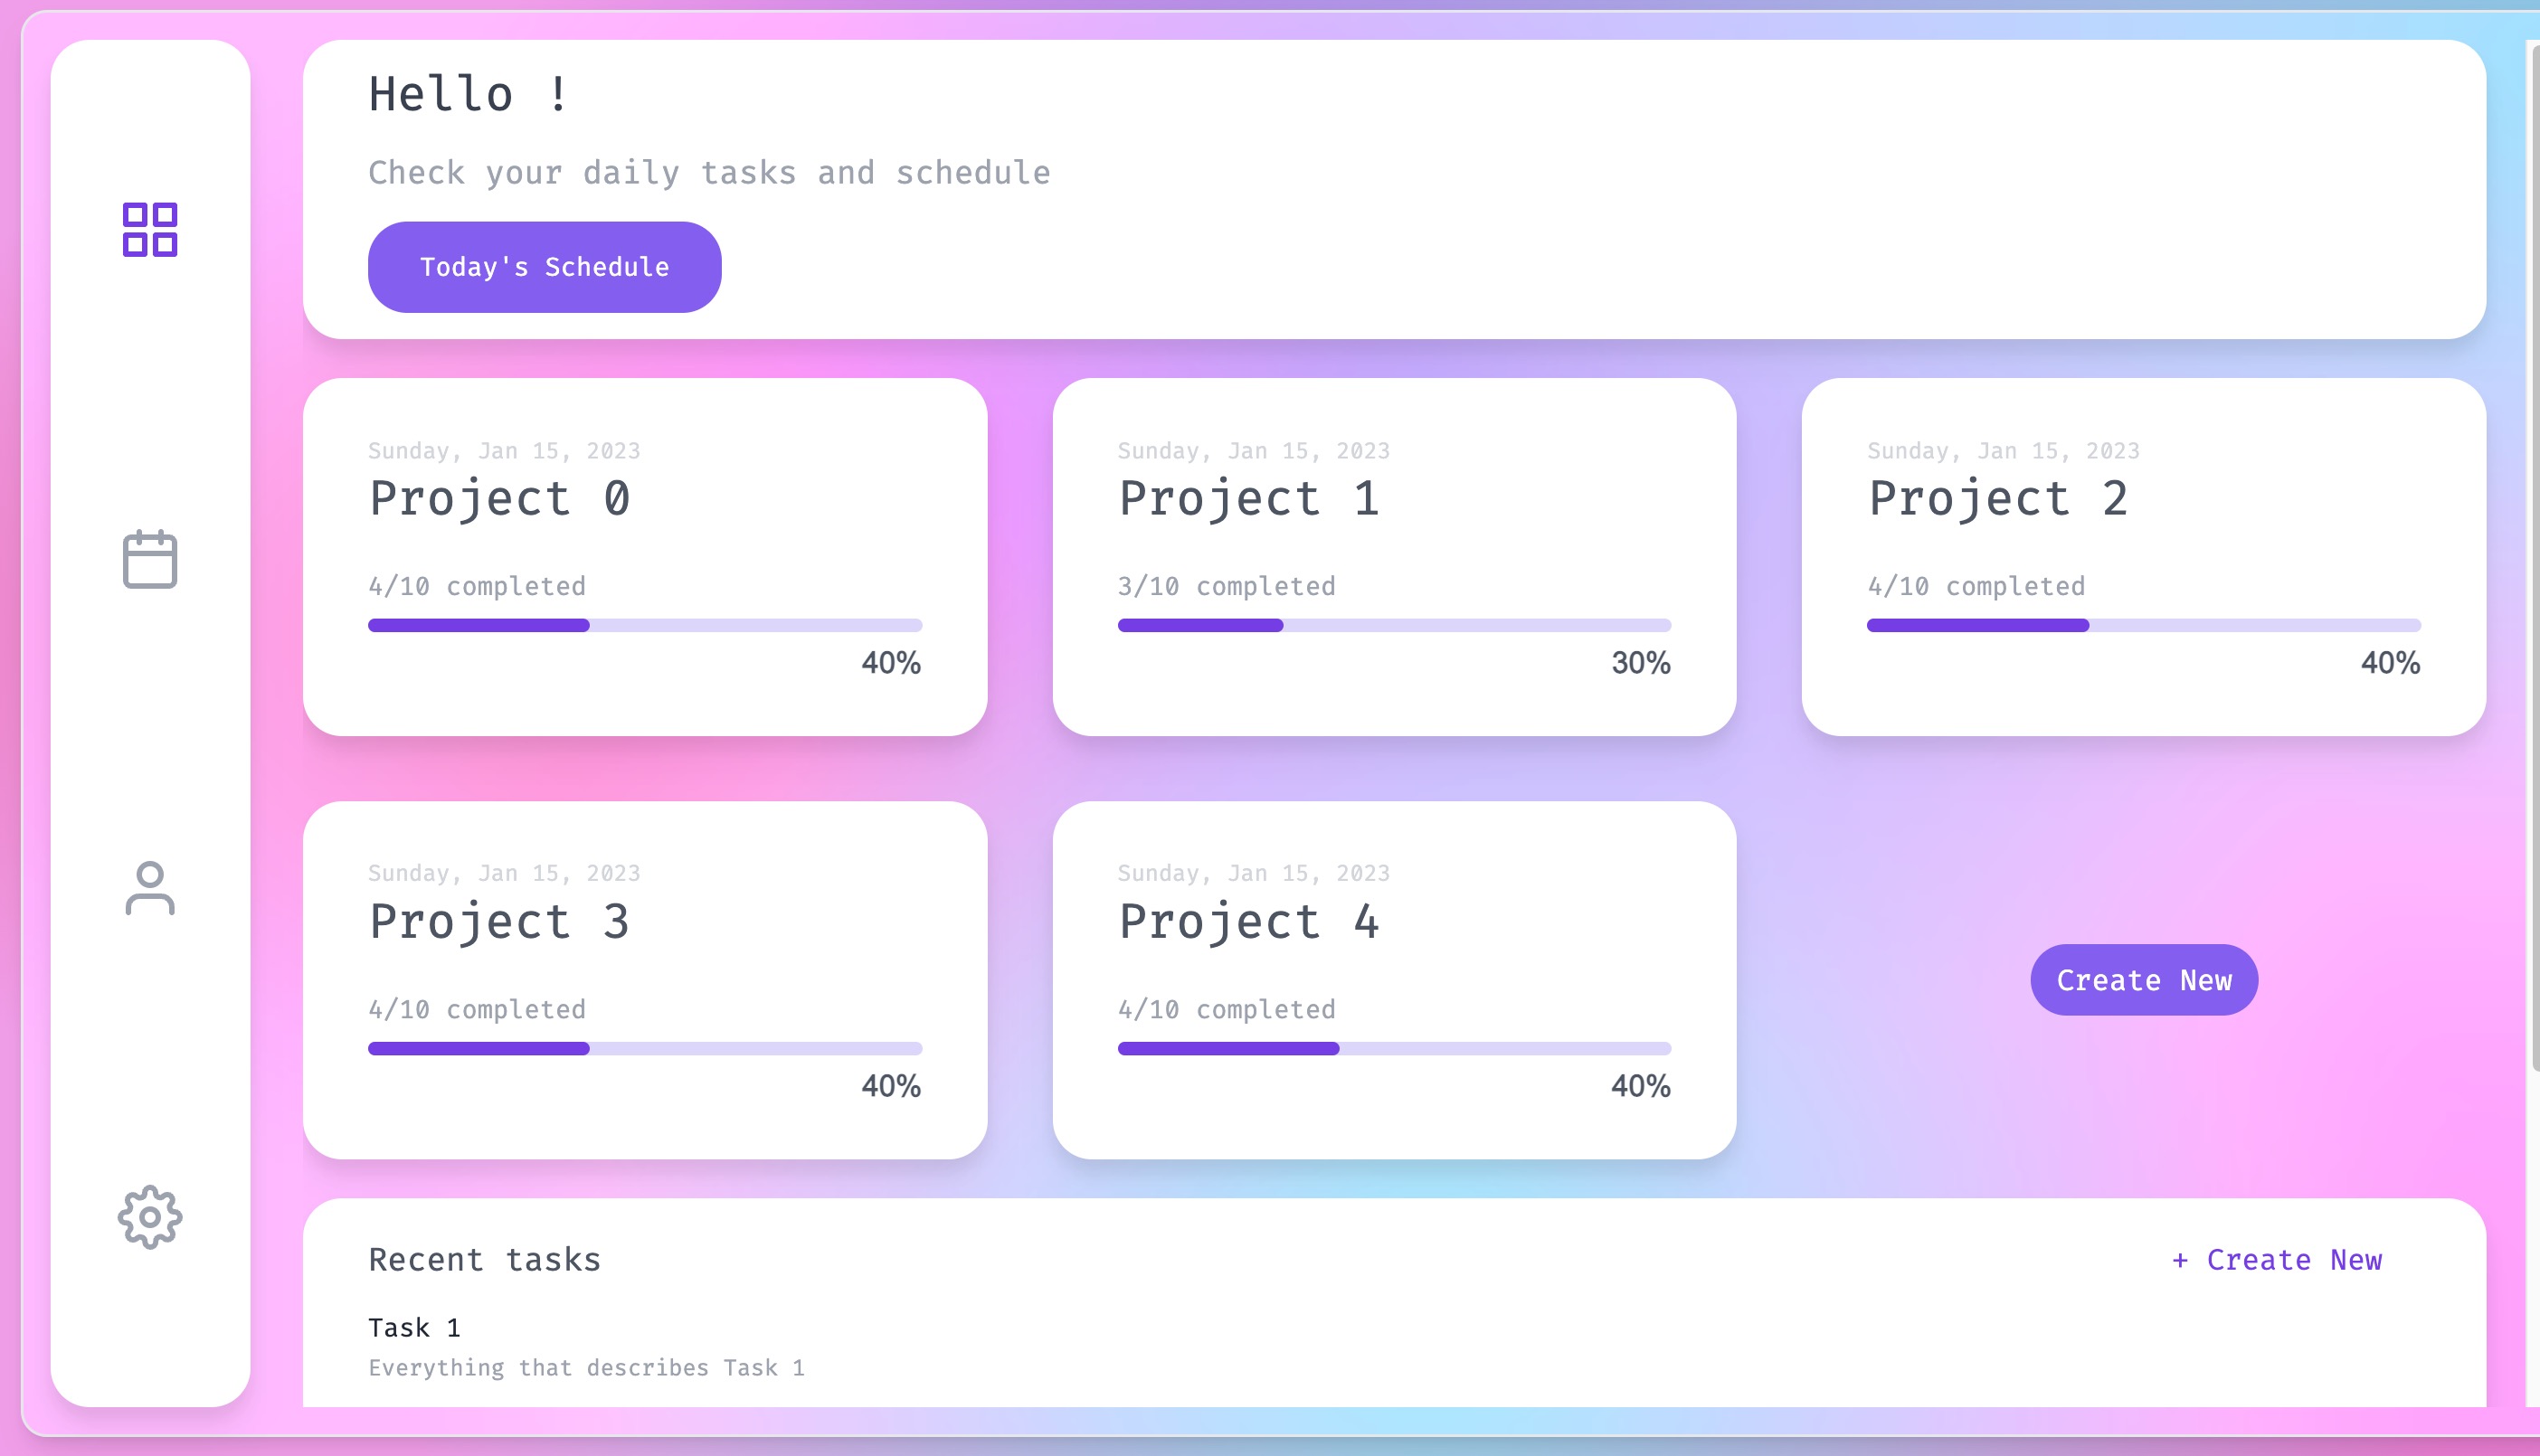 Hello !
Check your daily tasks and schedule
Today's Schedule
Sunday, Jan 15, 2023
Project 0
4/10 completed
40%
Sunday, Jan 15, 2023
Project 1
3/10 completed
30%
Sunday, Jan 15, 2023
Project 2
4/10 completed
40%
Sunday, Jan 15, 2023
Project 3
4/10 completed
40%
Sunday, Jan 15, 2023
Project 4
4/10 completed
40%
Create New
Recent tasks
+ Create New
Task 1
Everything that describes Task 1